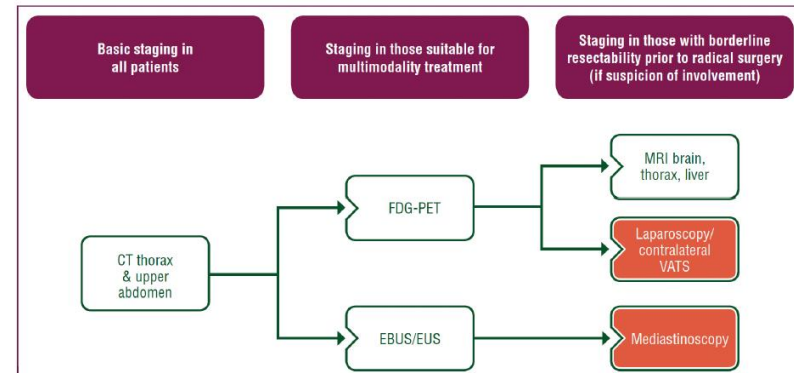 Basic staging in
all patients
Staging in those suitable for
multimodality treatment
Staging in those with borderline
resectability prior to radical surgery
(if suspicion of involvement)
MRI brain,
thorax, liver
FDG-PET
Laparoscopy/
contralateral
VATS
CT thorax
& upper
abdomen
EBUS/EUS
Mediastinoscopy